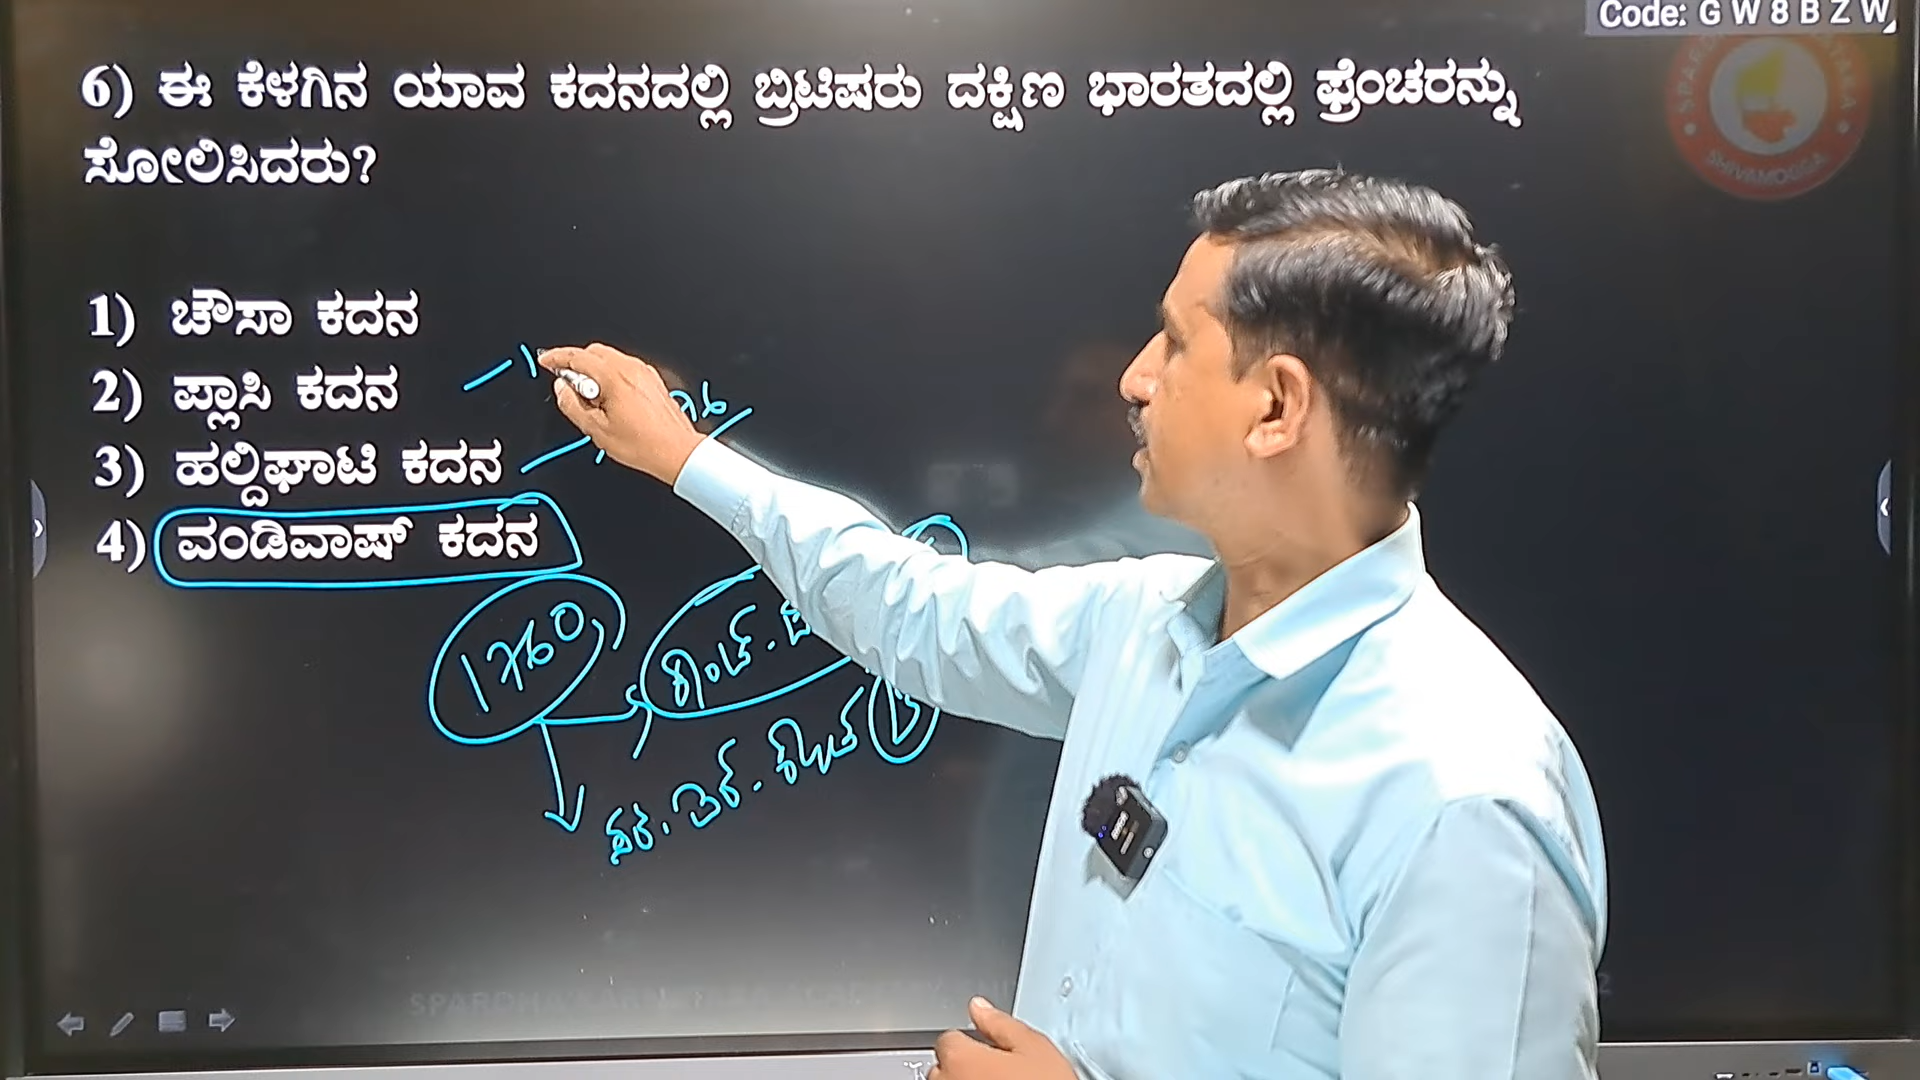 Code: G W 8 B Z W
6) ಈ ಕೆಳಗಿನ ಯಾವ ಕದನದಲ್ಲಿ ಬ್ರಿಟಿಷರು ದಕ್ಷಿಣ ಭಾರತದಲ್ಲಿ ಫ್ರೆಂಚರನ್ನು
ಸೋಲಿಸಿದರು?
1) ಚೌಸಾ ಕದನ
2) ಪ್ಲಾಸಿ ಕದನ
3) ಹಲ್ದಿಘಾಟಿ ಕದನ
4) ವಂಡಿವಾಷ್ ಕದನ
1760
SHIVAMOGGA